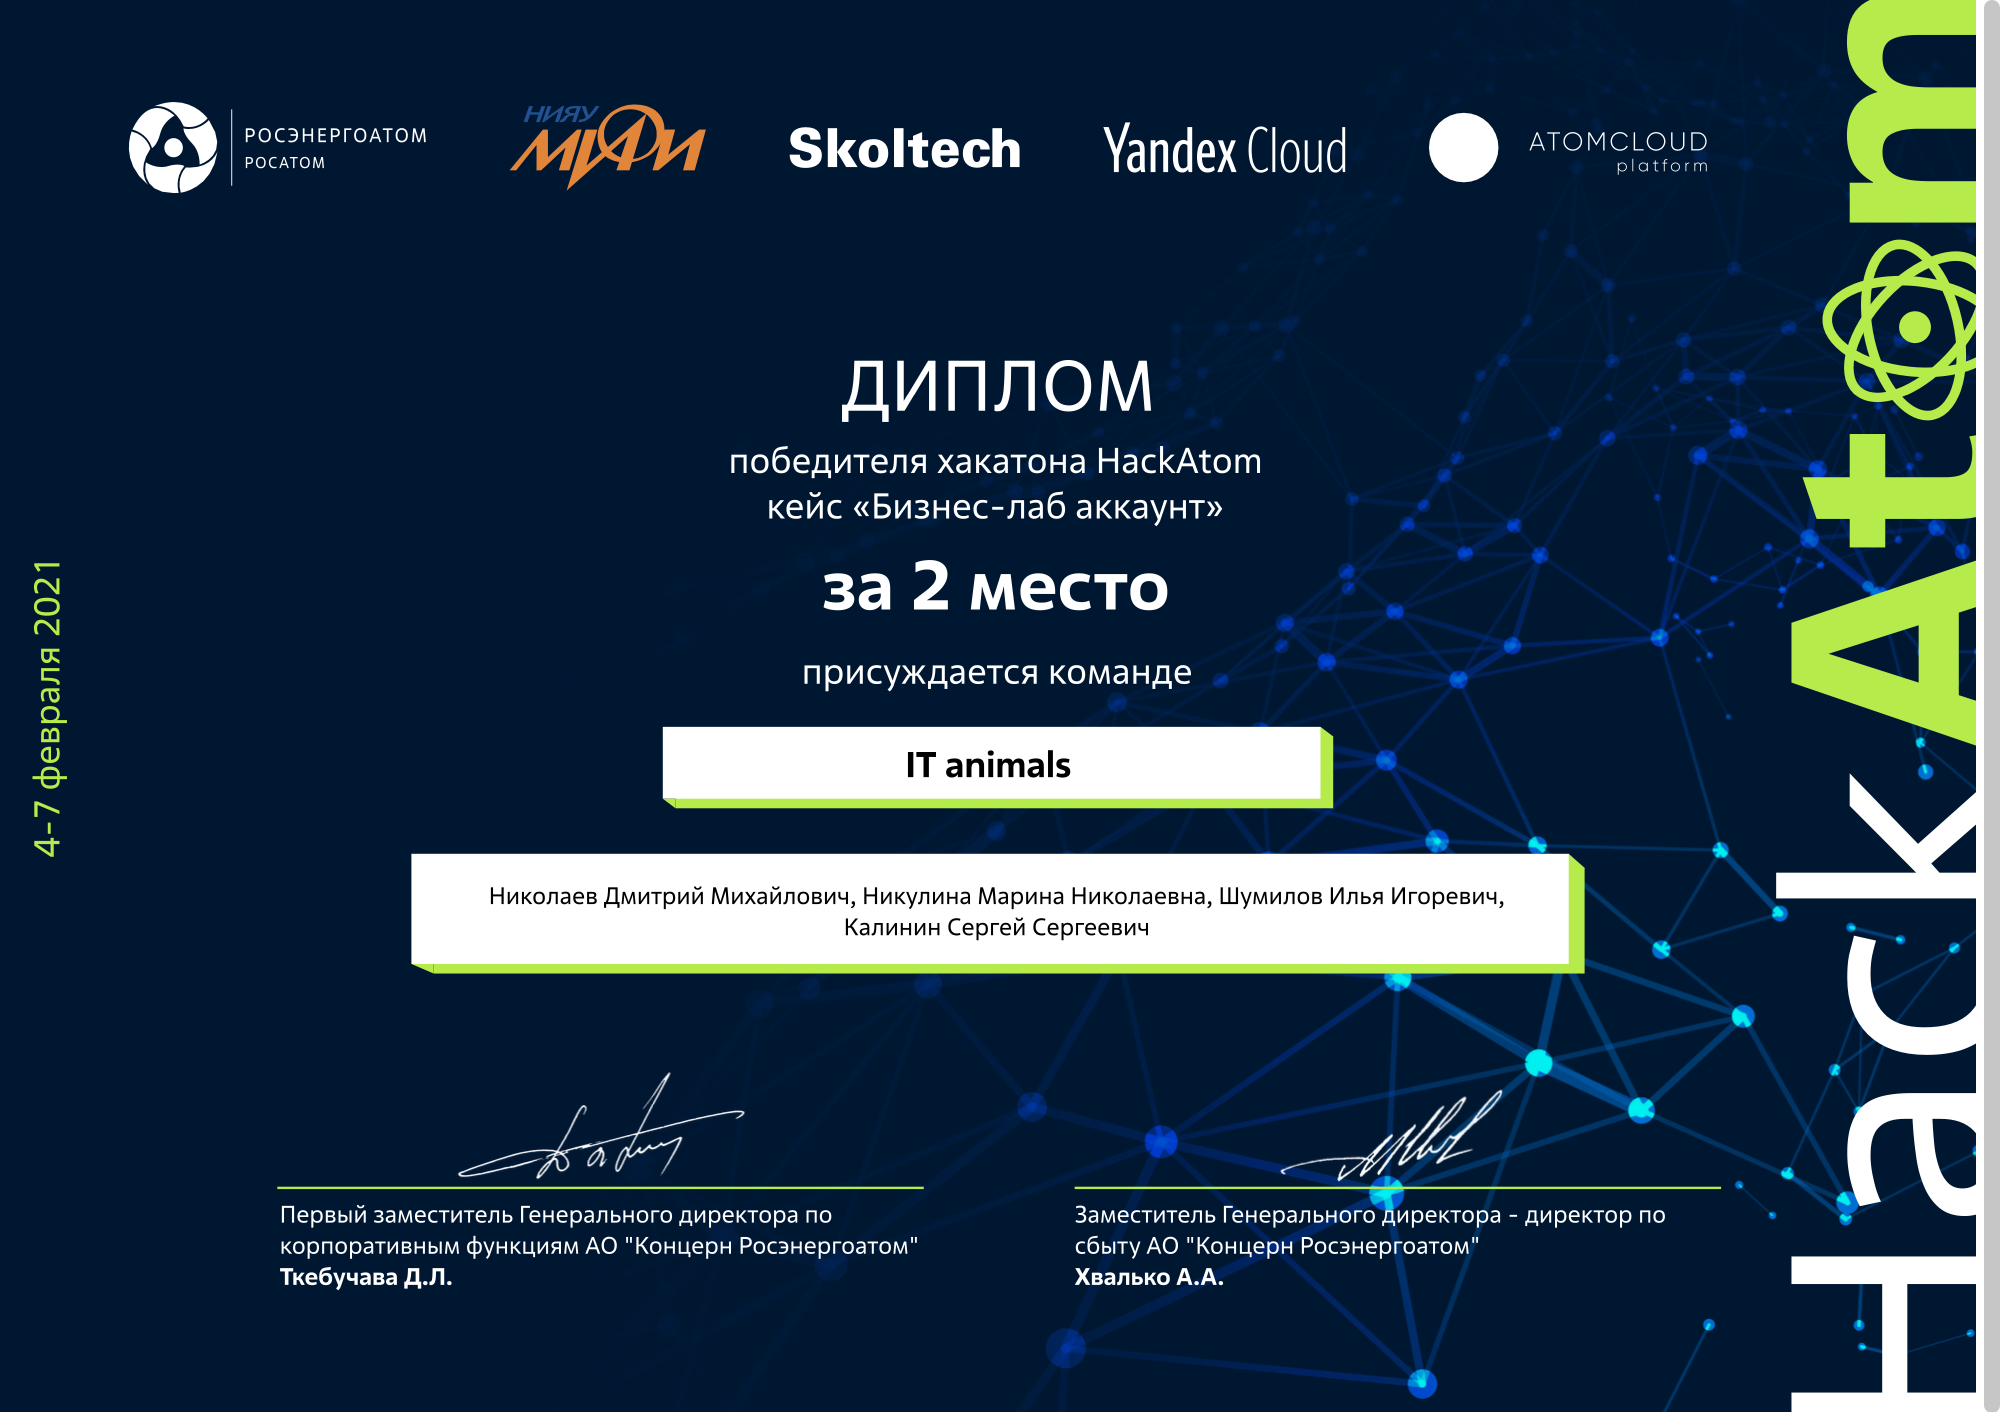 РОСЭНЕРГОАТОМ
РОСАТОМ
НИЯУ
МИФИ
Skoltech
Yandex Cloud
ATOMCLOUD
platform
ДИПЛОМ
победителя хакатона HackAtom
кейс «Бизнес-лаб аккаунт»
за 2 место
присуждается команде
IT animals
Николаев Дмитрий Михайлович, Никулина Марина Николаевна, Шумилов Илья Игоревич,
Калинин Сергей Сергеевич
Первый заместитель Генерального директора по
корпоративным функциям АО "Концерн Росэнергоатом"
Ткебучава Д.Л.
Заместитель Генерального директора - директор по
сбыту АО "Концерн Росэнергоатом"
Хвалько А.А.
4-7 февраля 2021
HackAtom